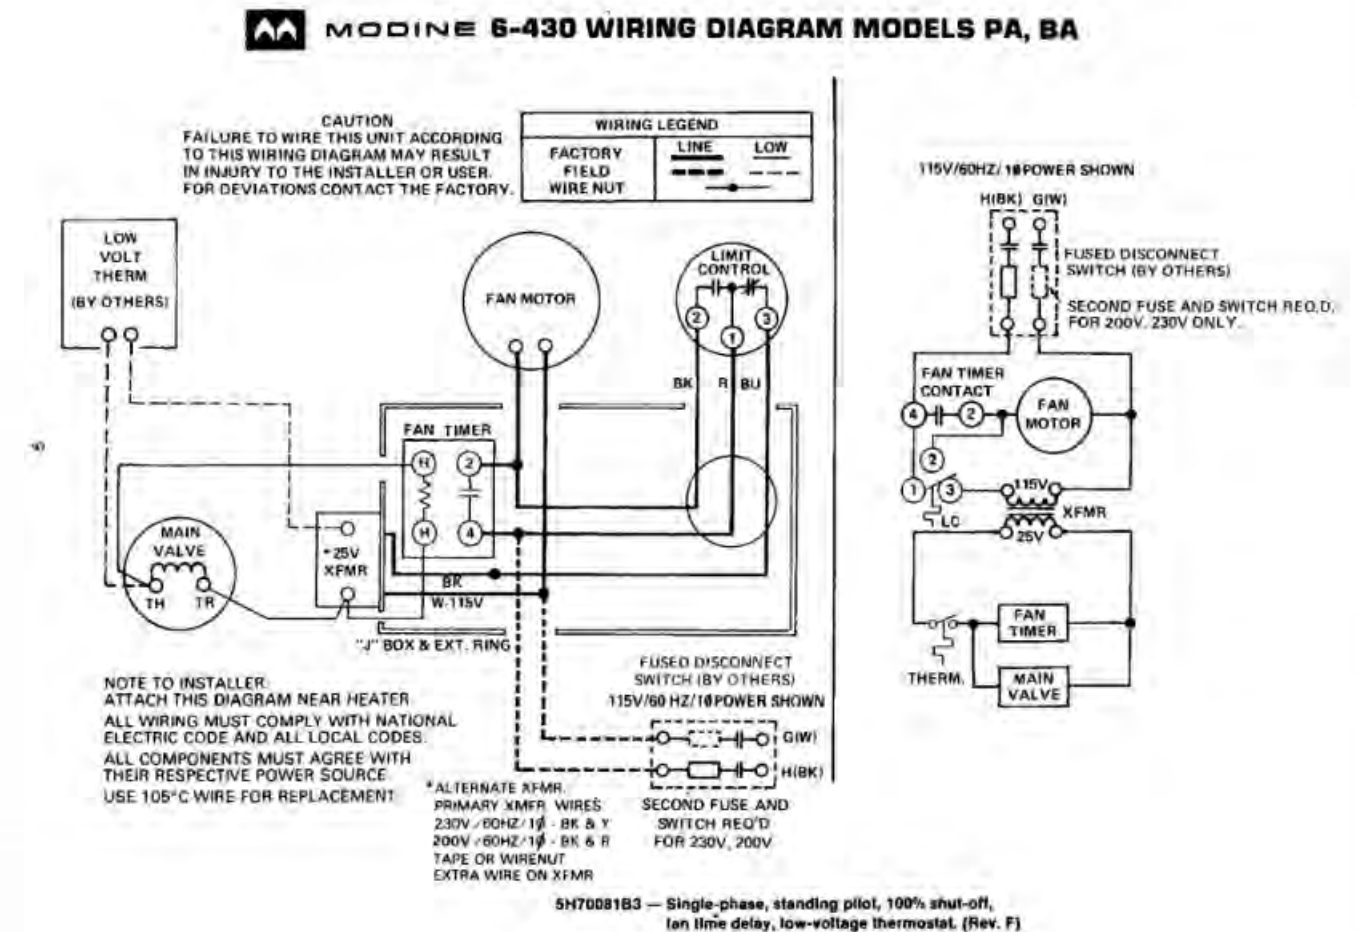 MODINE 6-430 WIRING DIAGRAM MODELS PA, BA
CAUTION
FAILURE TO WIRE THIS UNIT ACCORDING
TO THIS WIRING DIAGRAM MAY RESULT
IN INJURY TO THE INSTALLER OR USER.
FOR DEVIATIONS CONTACT THE FACTORY.
WIRING LEGEND
LINE LOW
FACTORY
FIELD
WIRE NUT
LOW
VOLT
THERM
(BY OTHERS)
FAN MOTOR
LIMIT
CONTROL
2 1 3
BK R BU
FAN TIMER
H 2
H 4
MAIN
VALVE
TH TR
*25V
XFMR
BK
W-115V
"J" BOX & EXT. RING
6
NOTE TO INSTALLER:
ATTACH THIS DIAGRAM NEAR HEATER
ALL WIRING MUST COMPLY WITH NATIONAL
ELECTRIC CODE AND ALL LOCAL CODES.
ALL COMPONENTS MUST AGREE WITH
THEIR RESPECTIVE POWER SOURCE
USE 105°C WIRE FOR REPLACEMENT
*ALTERNATE XFMR.
PRIMARY XMFR WIRES
230V/60HZ/1Ø - BK & Y
200V/60HZ/1Ø - BK & R
TAPE OR WIRENUT
EXTRA WIRE ON XFMR
FUSED DISCONNECT
SWITCH (BY OTHERS)
115V/60 HZ/1Ø POWER SHOWN
G(W)
H(BK)
SECOND FUSE AND
SWITCH REQ'D
FOR 230V, 200V
115V/60HZ/1Ø POWER SHOWN
H(BK) G(W)
FUSED DISCONNECT
SWITCH (BY OTHERS)
SECOND FUSE AND SWITCH REQ,D.
FOR 200V. 230V ONLY.
FAN TIMER
CONTACT
4 2
FAN
MOTOR
2
1 3
LC
115V
XFMR
25V
THERM.
FAN
TIMER
MAIN
VALVE
5H70081B3 — Single-phase, standing pilot, 100% shut-off,
fan time delay, low-voltage thermostat. (Rev. F)